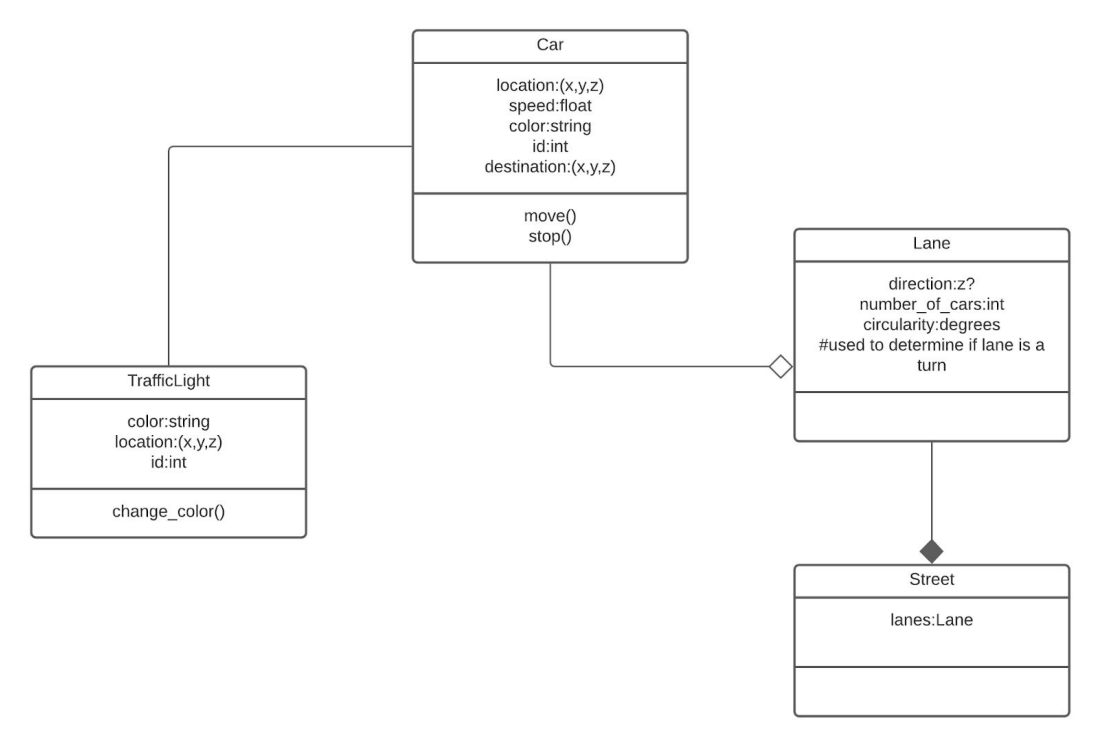 Car
location:(x,y,z)
speed:float
color:string
id:int
destination:(x,y,z)
move()
stop()
Lane
direction:z?
number_of_cars:int
circularity:degrees
#used to determine if lane is a
turn
TrafficLight
color:string
location:(x,y,z)
id:int
change_color()
Street
lanes:Lane